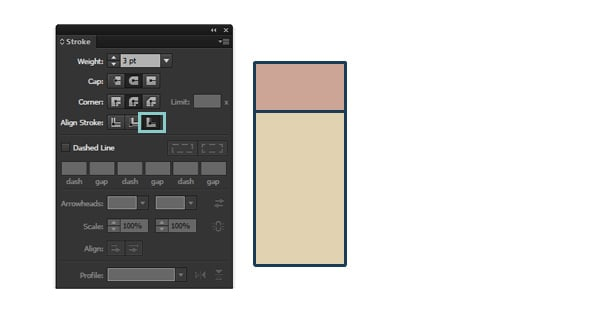 Stroke
Weight: 3 pt
Cap:
Corner: Limit: x
Align Stroke:
Dashed Line
dash gap dash gap dash gap
Arrowheads:
Scale: 100% 100%
Align:
Profile: